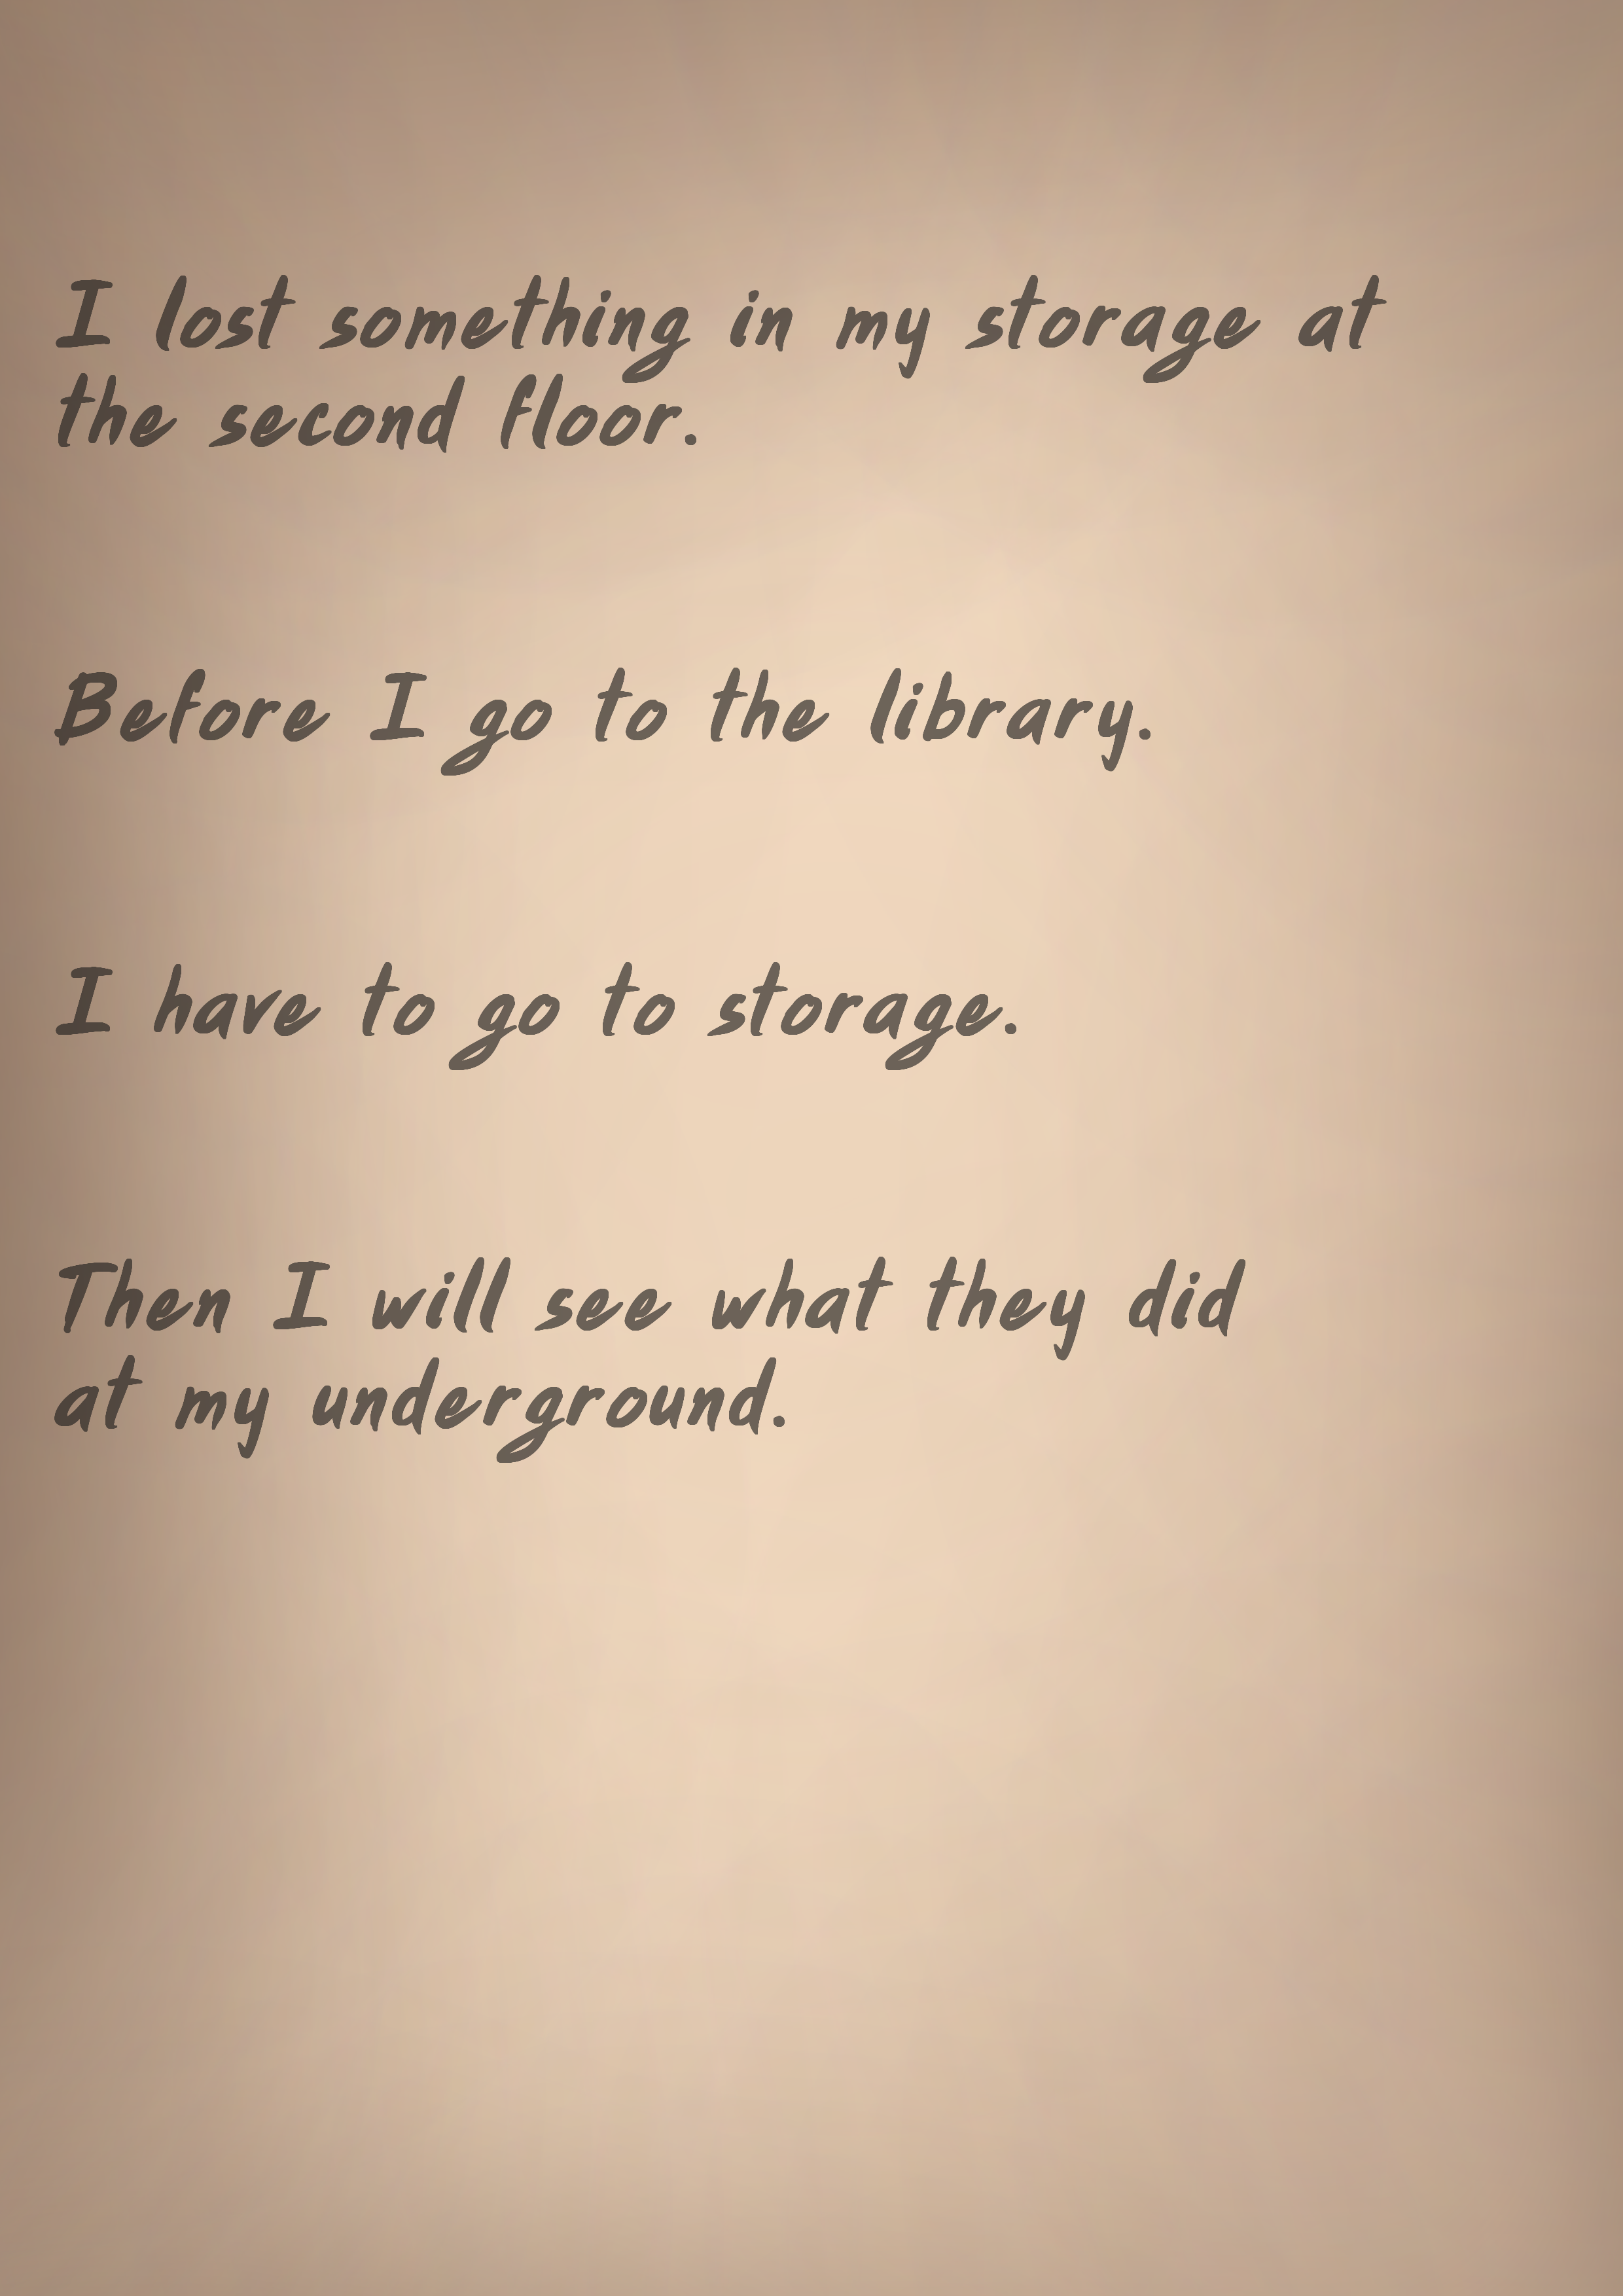 I lost something in my storage at
the second floor.
Before I go to the library.
I have to go to storage.
Then I will see what they did
at my underground.